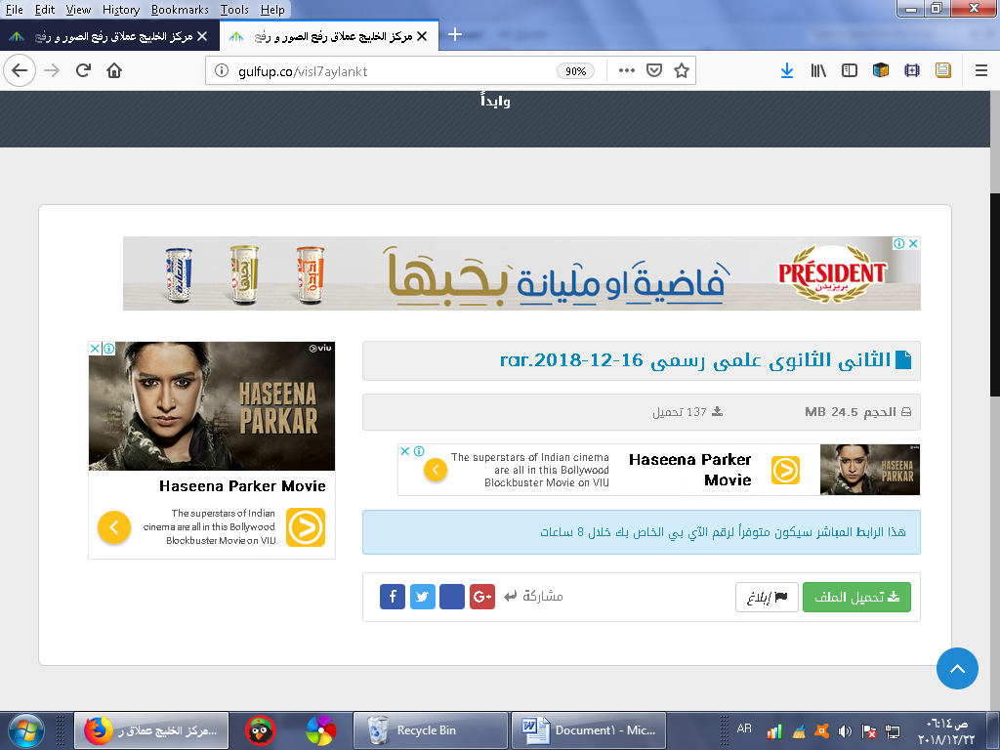 File Edit View History Bookmarks Tools Help
مركز الخليج عملاق رفع الصور و رفع
مركز الخليج عملاق رفع الصور و رفع
gulfup.co/visl7aylankt
90%
وابداً
فاضية او مليانة بحبها
PRÉSIDENT
بريزيدن
viu
HASEENA
PARKAR
Haseena Parker Movie
The superstars of Indian
cinema are all in this Bollywood
Blockbuster Movie on VIU
الثانى الثانوى علمى رسمى 16-12-2018.rar
الحجم 24.5 MB
137 تحميل
The superstars of Indian cinema
are all in this Bollywood
Blockbuster Movie on VIU
Haseena Parker
Movie
HASEENA
PARKAR
هذا الرابط المباشر سيكون متوفراً لرقم الآي بي الخاص بك خلال 8 ساعات
تحميل الملف
إبلاغ
مشاركة
G+
مركز الخليج عملاق ر...
Recycle Bin
Document١ - Mic...
AR
٠٦:١٤ ص
٢٠١٨/١٢/٢٢